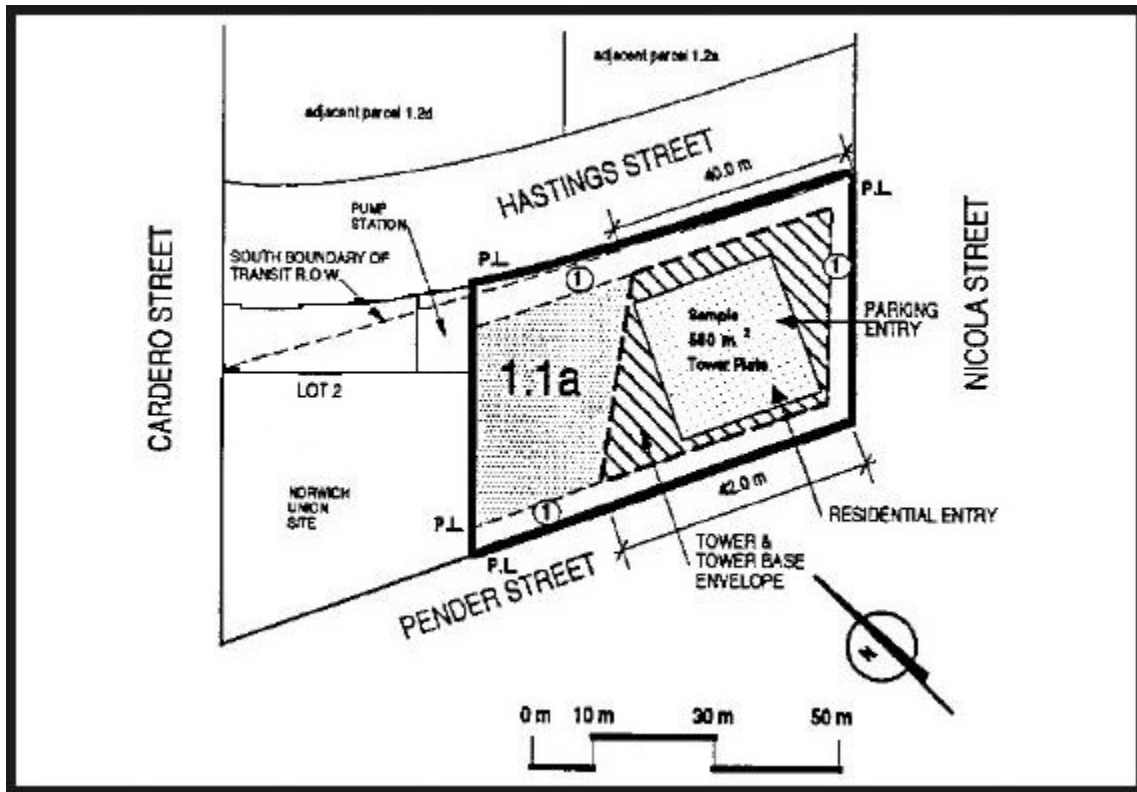 adjacent parcel 1.2a
adjacent parcel 1.2d
HASTINGS STREET
40.0 m
P.L.
PUMP
STATION
SOUTH BOUNDARY OF
TRANSIT R.O.W.
P.L.
1
1
CARDERO STREET
NICOLA STREET
Sample
580 m 2
Tower Plate
PARKING
ENTRY
1.1a
LOT 2
NORWICH
UNION
SITE
42.0 m
P.L.
1
RESIDENTIAL ENTRY
P.L.
TOWER &
TOWER BASE
ENVELOPE
PENDER STREET
N
0 m 10 m 30 m 50 m